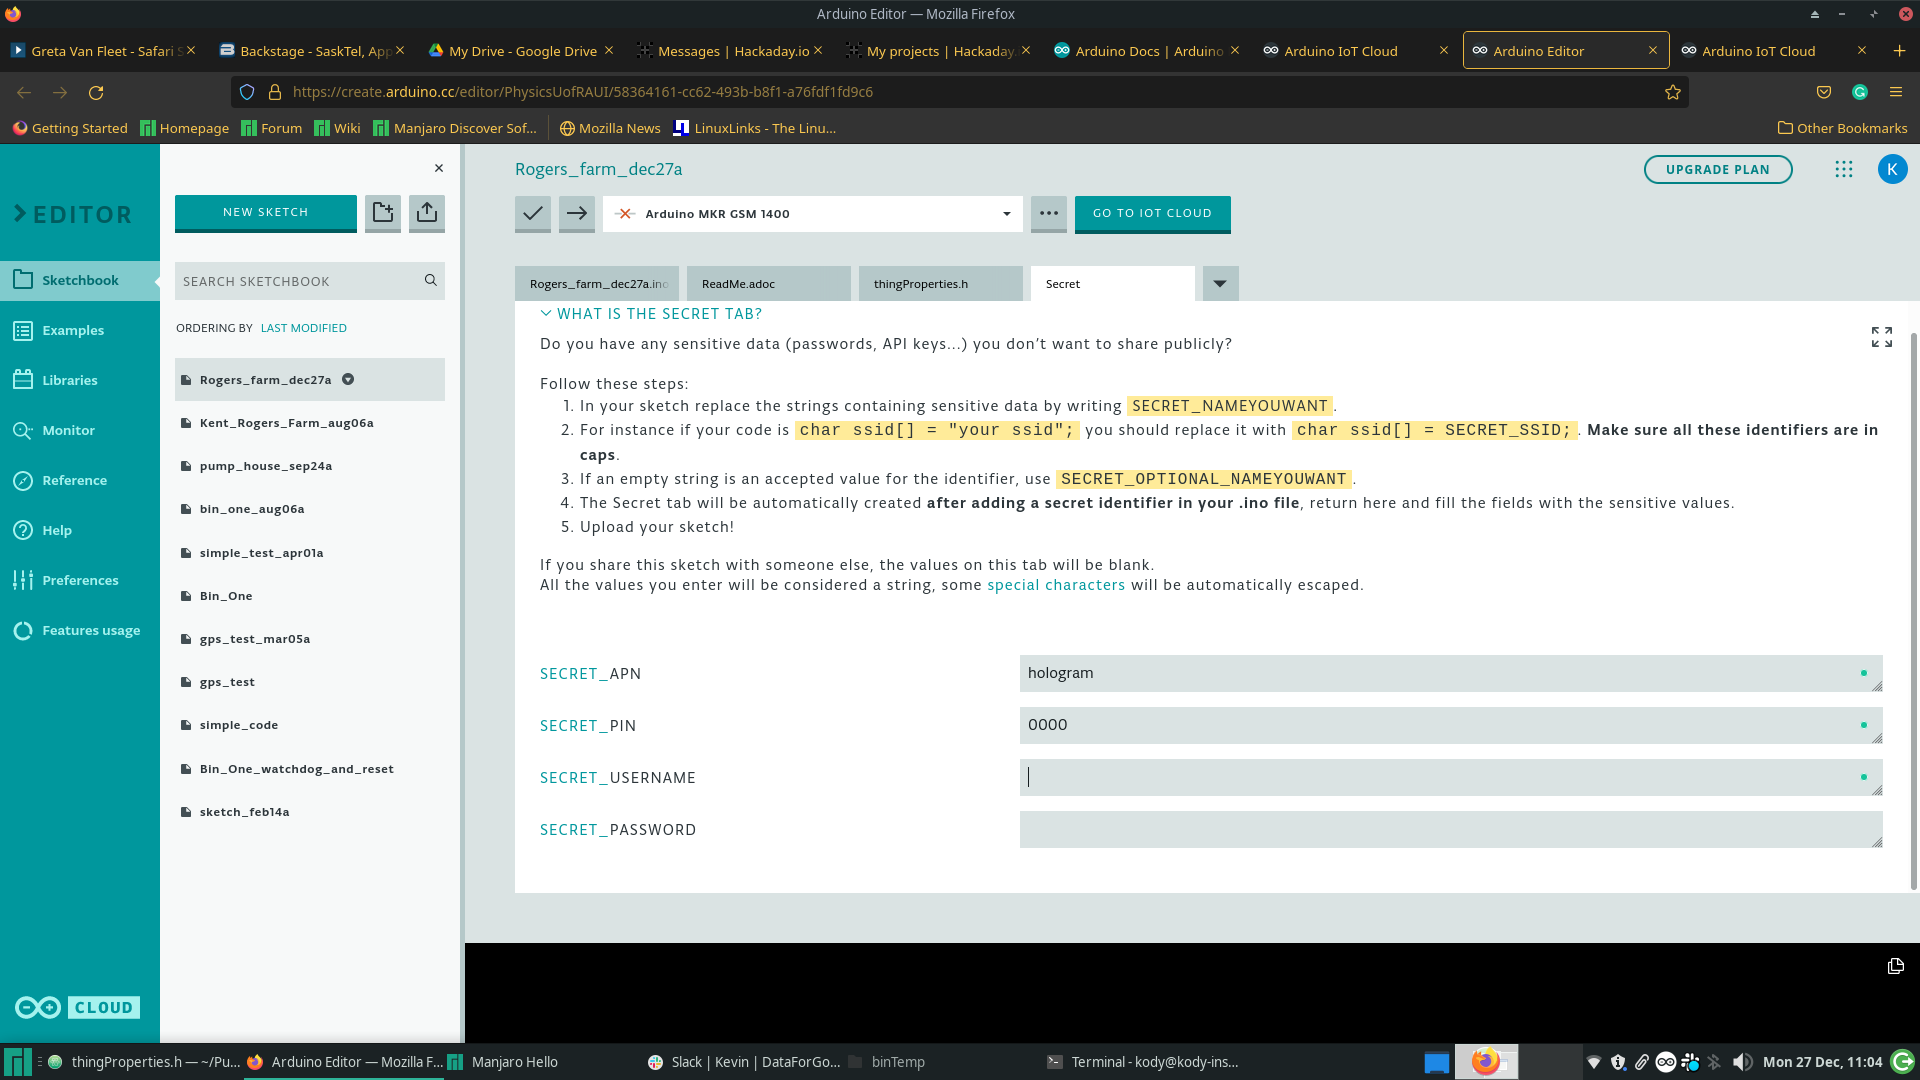 Arduino Editor — Mozilla Firefox
Greta Van Fleet - Safari S
Backstage - SaskTel, App
My Drive - Google Drive
Messages | Hackaday.io
My projects | Hackaday.
Arduino Docs | Arduino
Arduino IoT Cloud
Arduino Editor
Arduino IoT Cloud
https://create.arduino.cc/editor/PhysicsUofRAUI/58364161-cc62-493b-b8f1-a76fdf1fd9c6
Getting Started
Homepage
Forum
Wiki
Manjaro Discover Sof...
Mozilla News
LinuxLinks - The Linu...
Other Bookmarks
EDITOR
Sketchbook
Examples
Libraries
Monitor
Reference
Help
Preferences
Features usage
CLOUD
NEW SKETCH
SEARCH SKETCHBOOK
ORDERING BY LAST MODIFIED
Rogers_farm_dec27a
Kent_Rogers_Farm_aug06a
pump_house_sep24a
bin_one_aug06a
simple_test_apr01a
Bin_One
gps_test_mar05a
gps_test
simple_code
Bin_One_watchdog_and_reset
sketch_feb14a
Rogers_farm_dec27a
UPGRADE PLAN
K
Arduino MKR GSM 1400
GO TO IOT CLOUD
Rogers_farm_dec27a.ino
ReadMe.adoc
thingProperties.h
Secret
WHAT IS THE SECRET TAB?
Do you have any sensitive data (passwords, API keys...) you don’t want to share publicly?
Follow these steps:
1. In your sketch replace the strings containing sensitive data by writing SECRET_NAMEYOUWANT.
2. For instance if your code is char ssid[] = "your ssid"; you should replace it with char ssid[] = SECRET_SSID;. Make sure all these identifiers are in
caps.
3. If an empty string is an accepted value for the identifier, use SECRET_OPTIONAL_NAMEYOUWANT.
4. The Secret tab will be automatically created after adding a secret identifier in your .ino file, return here and fill the fields with the sensitive values.
5. Upload your sketch!
If you share this sketch with someone else, the values on this tab will be blank.
All the values you enter will be considered a string, some special characters will be automatically escaped.
SECRET_APN
hologram
SECRET_PIN
0000
SECRET_USERNAME
SECRET_PASSWORD
thingProperties.h — ~/Pu...
Arduino Editor — Mozilla F...
Manjaro Hello
Slack | Kevin | DataForGo...
binTemp
Terminal - kody@kody-ins...
Mon 27 Dec, 11:04